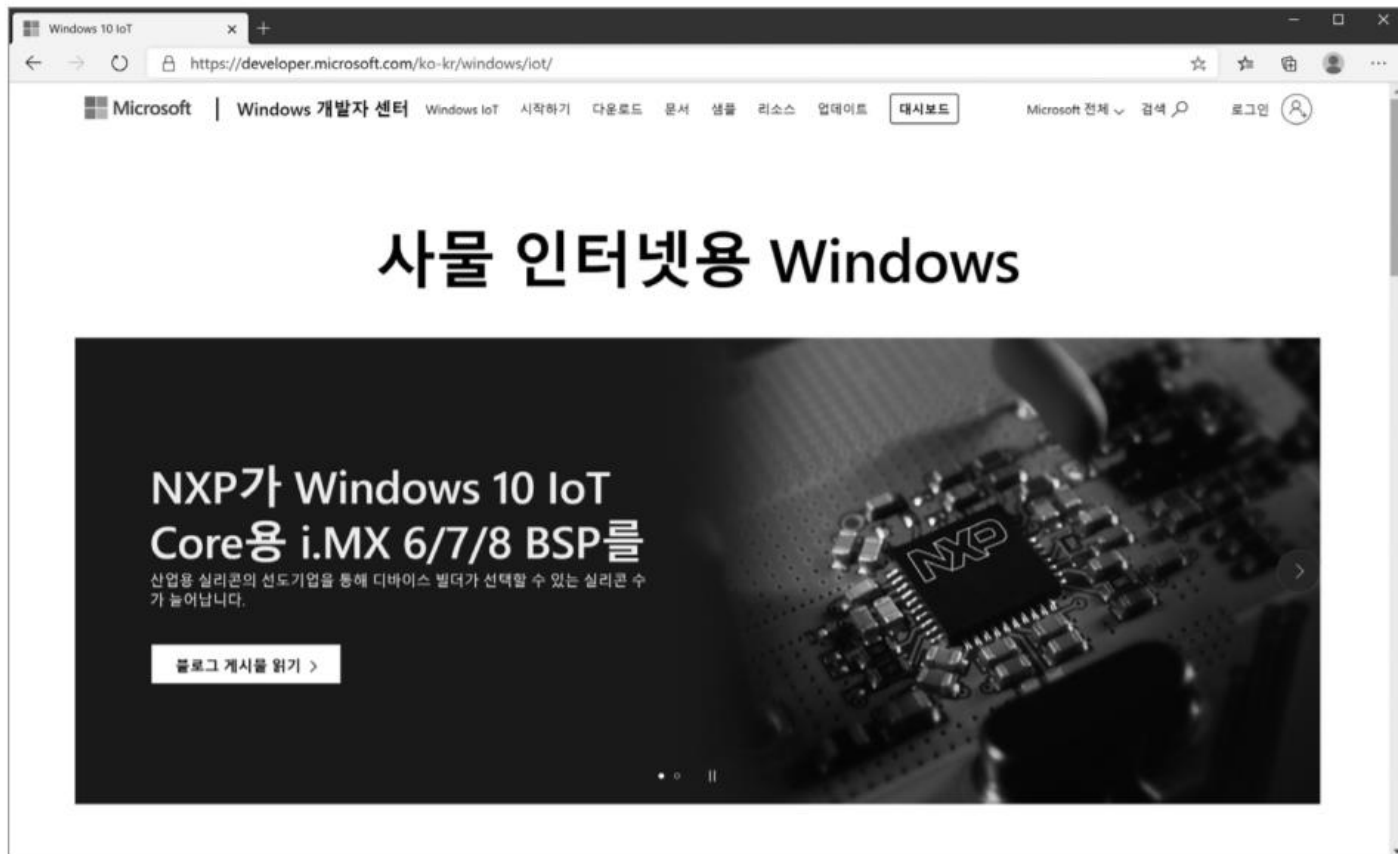 Windows 10 IoT
https://developer.microsoft.com/ko-kr/windows/iot/
Microsoft | Windows 개발자 센터 Windows IoT 시작하기 다운로드 문서 샘플 리소스 업데이트 대시보드 Microsoft 전체 검색 로그인
사물 인터넷용 Windows
NXP가 Windows 10 IoT
Core용 i.MX 6/7/8 BSP를
산업용 실리콘의 선도기업을 통해 디바이스 빌더가 선택할 수 있는 실리콘 수
가 늘어납니다.
블로그 게시물 읽기
NXP